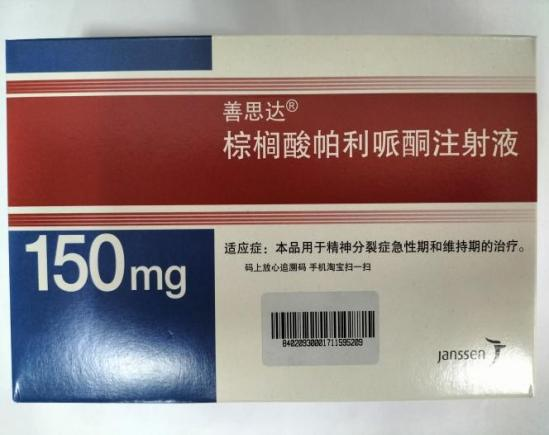 善思达®
棕榈酸帕利哌酮注射液
150mg
适应症：本品用于精神分裂症急性期和维持期的治疗。
码上放心追溯码 手机淘宝扫一扫
84020930001711595209
janssen